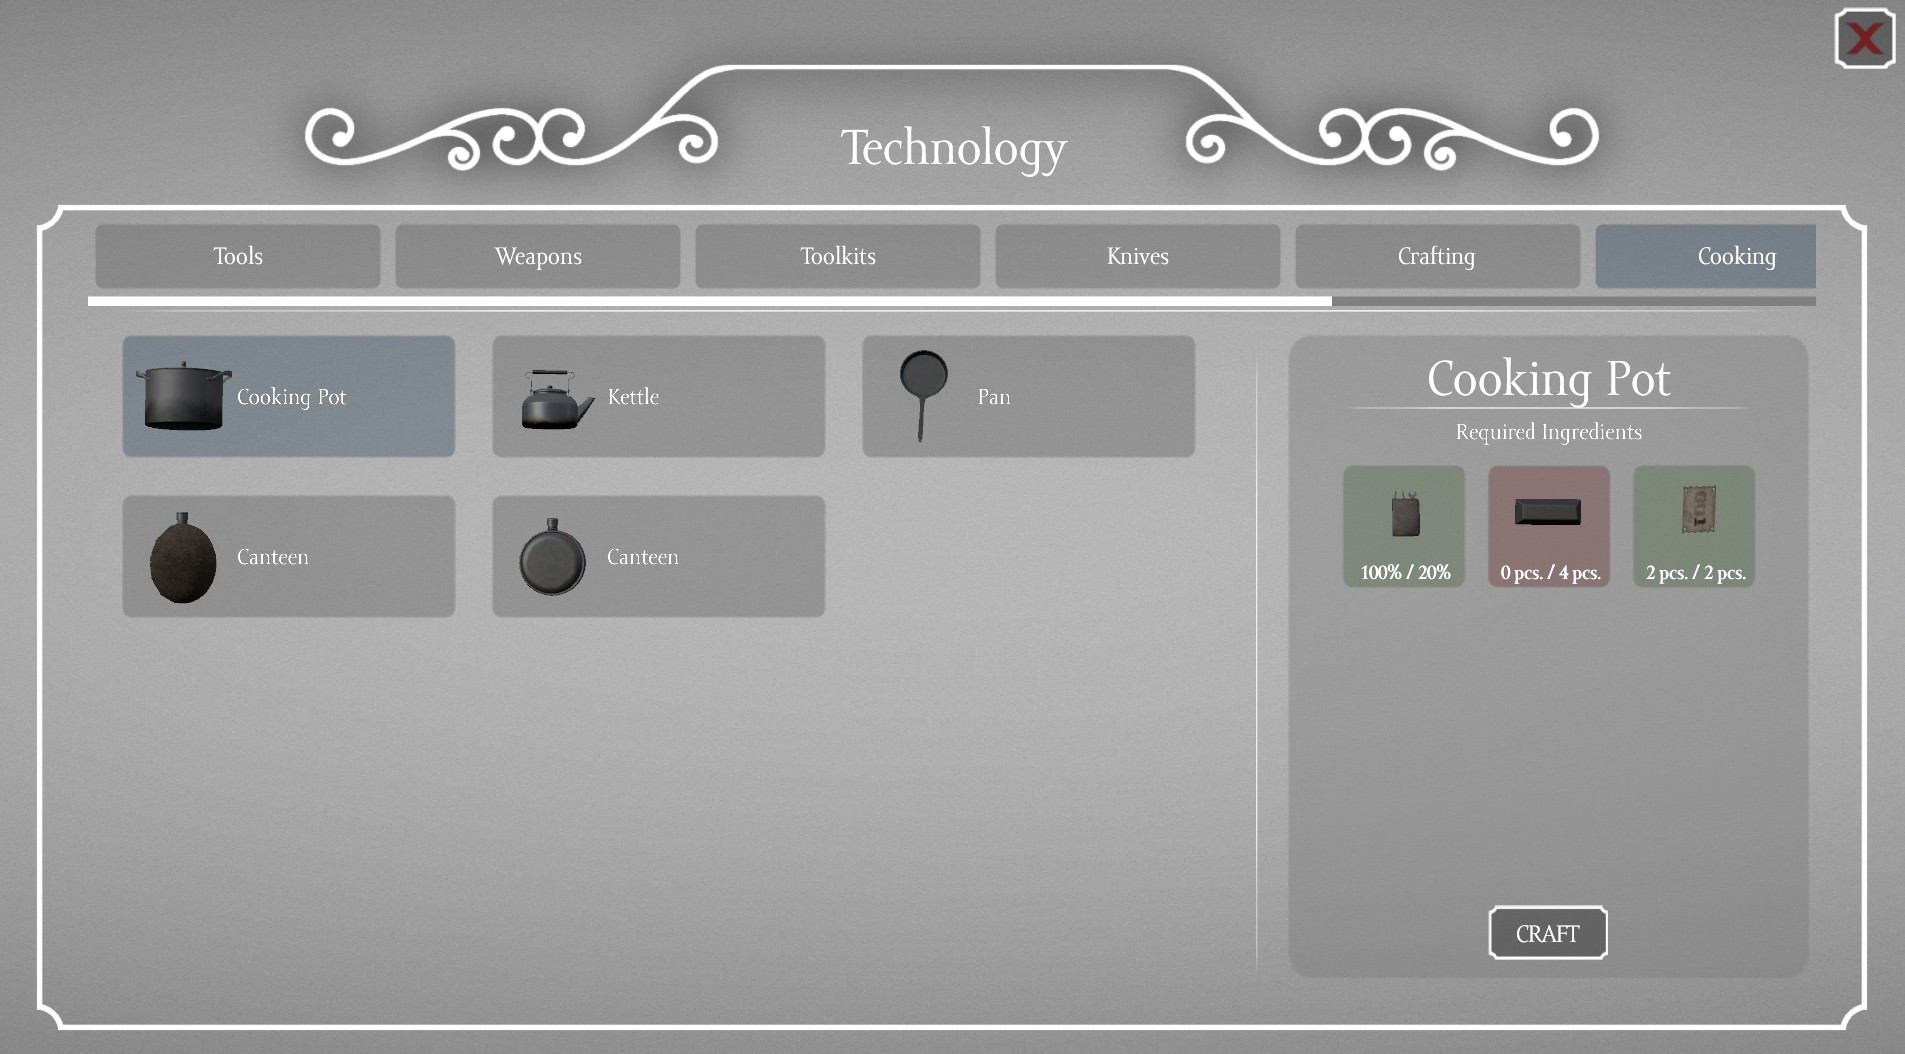 Technology
Tools
Weapons
Toolkits
Knives
Crafting
Cooking
Cooking Pot
Kettle
Pan
Canteen
Canteen
Cooking Pot
Required Ingredients
100% / 20%
0 pcs. / 4 pcs.
2 pcs. / 2 pcs.
CRAFT